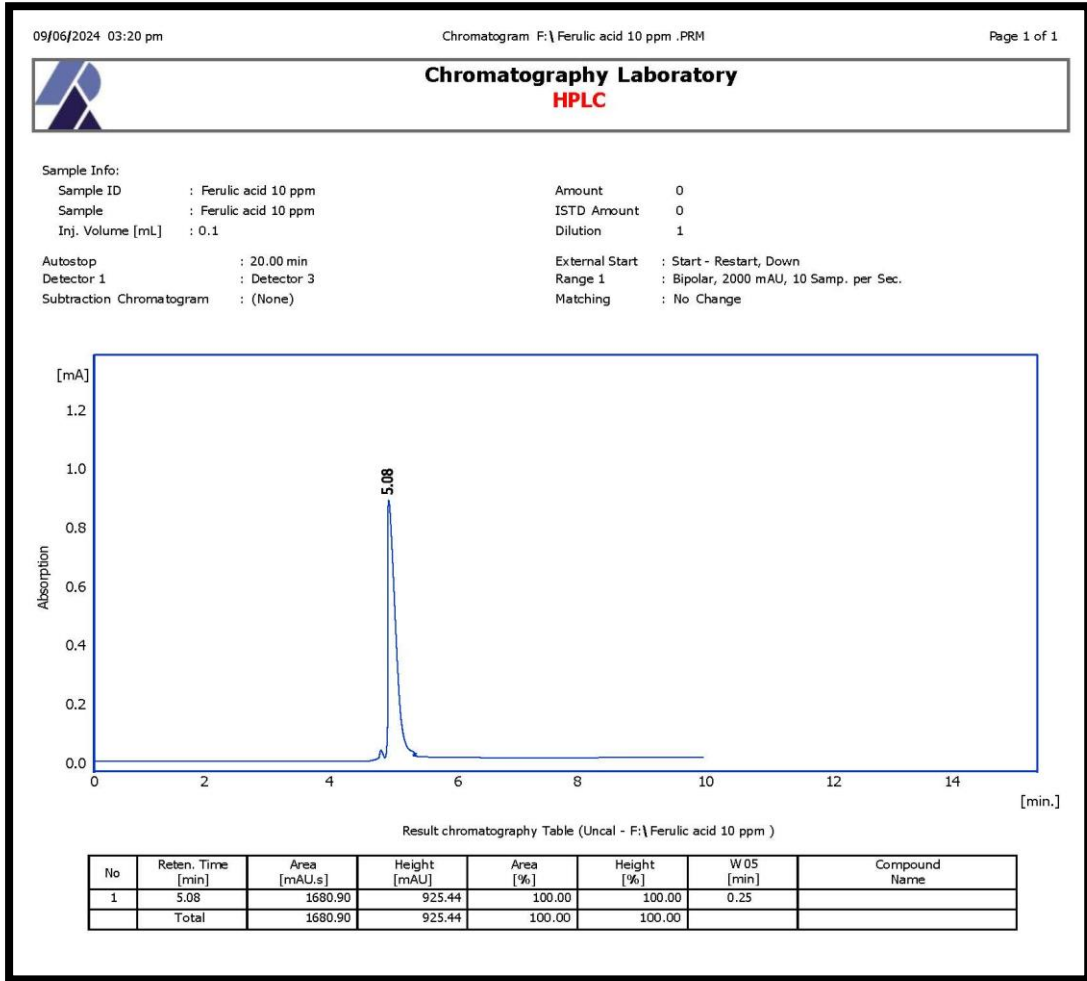 09/06/2024 03:20 pm Chromatogram F:\ Ferulic acid 10 ppm .PRM Page 1 of 1
Chromatography Laboratory
HPLC
Sample Info:
Sample ID : Ferulic acid 10 ppm Amount 0
Sample : Ferulic acid 10 ppm ISTD Amount 0
Inj. Volume [mL] : 0.1 Dilution 1
Autostop : 20.00 min External Start : Start - Restart, Down
Detector 1 : Detector 3 Range 1 : Bipolar, 2000 mAU, 10 Samp. per Sec.
Subtraction Chromatogram : (None) Matching : No Change
[mA]
1.2
1.0
0.8
0.6
0.4
0.2
0.0
Absorption
5.08
0 2 4 6 8 10 12 14
[min.]
Result chromatography Table (Uncal - F:\ Ferulic acid 10 ppm )
No Reten. Time [min] Area [mAU.s] Height [mAU] Area [%] Height [%] W 05 [min] Compound Name
1 5.08 1680.90 925.44 100.00 100.00 0.25
Total 1680.90 925.44 100.00 100.00